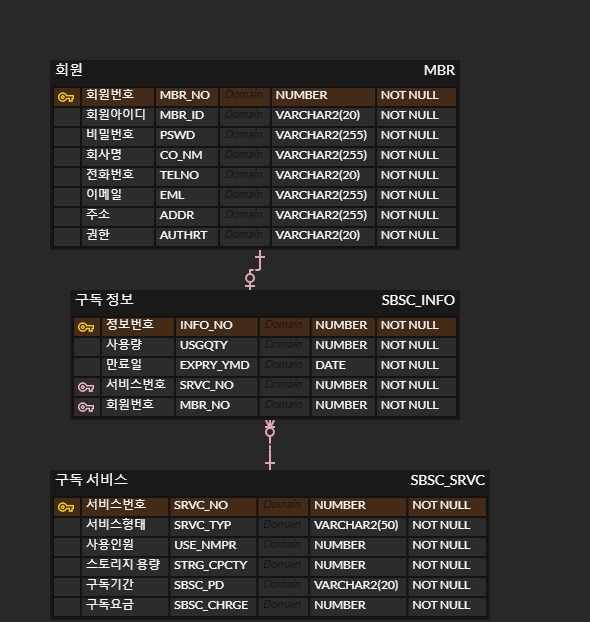 회원 MBR
회원번호 MBR_NO Domain NUMBER NOT NULL
회원아이디 MBR_ID Domain VARCHAR2(20) NOT NULL
비밀번호 PSWD Domain VARCHAR2(255) NOT NULL
회사명 CO_NM Domain VARCHAR2(255) NOT NULL
전화번호 TELNO Domain VARCHAR2(20) NOT NULL
이메일 EML Domain VARCHAR2(255) NOT NULL
주소 ADDR Domain VARCHAR2(255) NOT NULL
권한 AUTHRT Domain VARCHAR2(20) NOT NULL
구독 정보 SBSC_INFO
정보번호 INFO_NO Domain NUMBER NOT NULL
사용량 USGQTY Domain NUMBER NOT NULL
만료일 EXPRY_YMD Domain DATE NOT NULL
서비스번호 SRVC_NO Domain NUMBER NOT NULL
회원번호 MBR_NO Domain NUMBER NOT NULL
구독 서비스 SBSC_SRVC
서비스번호 SRVC_NO Domain NUMBER NOT NULL
서비스형태 SRVC_TYP Domain VARCHAR2(50) NOT NULL
사용인원 USE_NMPR Domain NUMBER NOT NULL
스토리지 용량 STRG_CPCTY Domain NUMBER NOT NULL
구독기간 SBSC_PD Domain VARCHAR2(20) NOT NULL
구독요금 SBSC_CHRGE Domain NUMBER NOT NULL